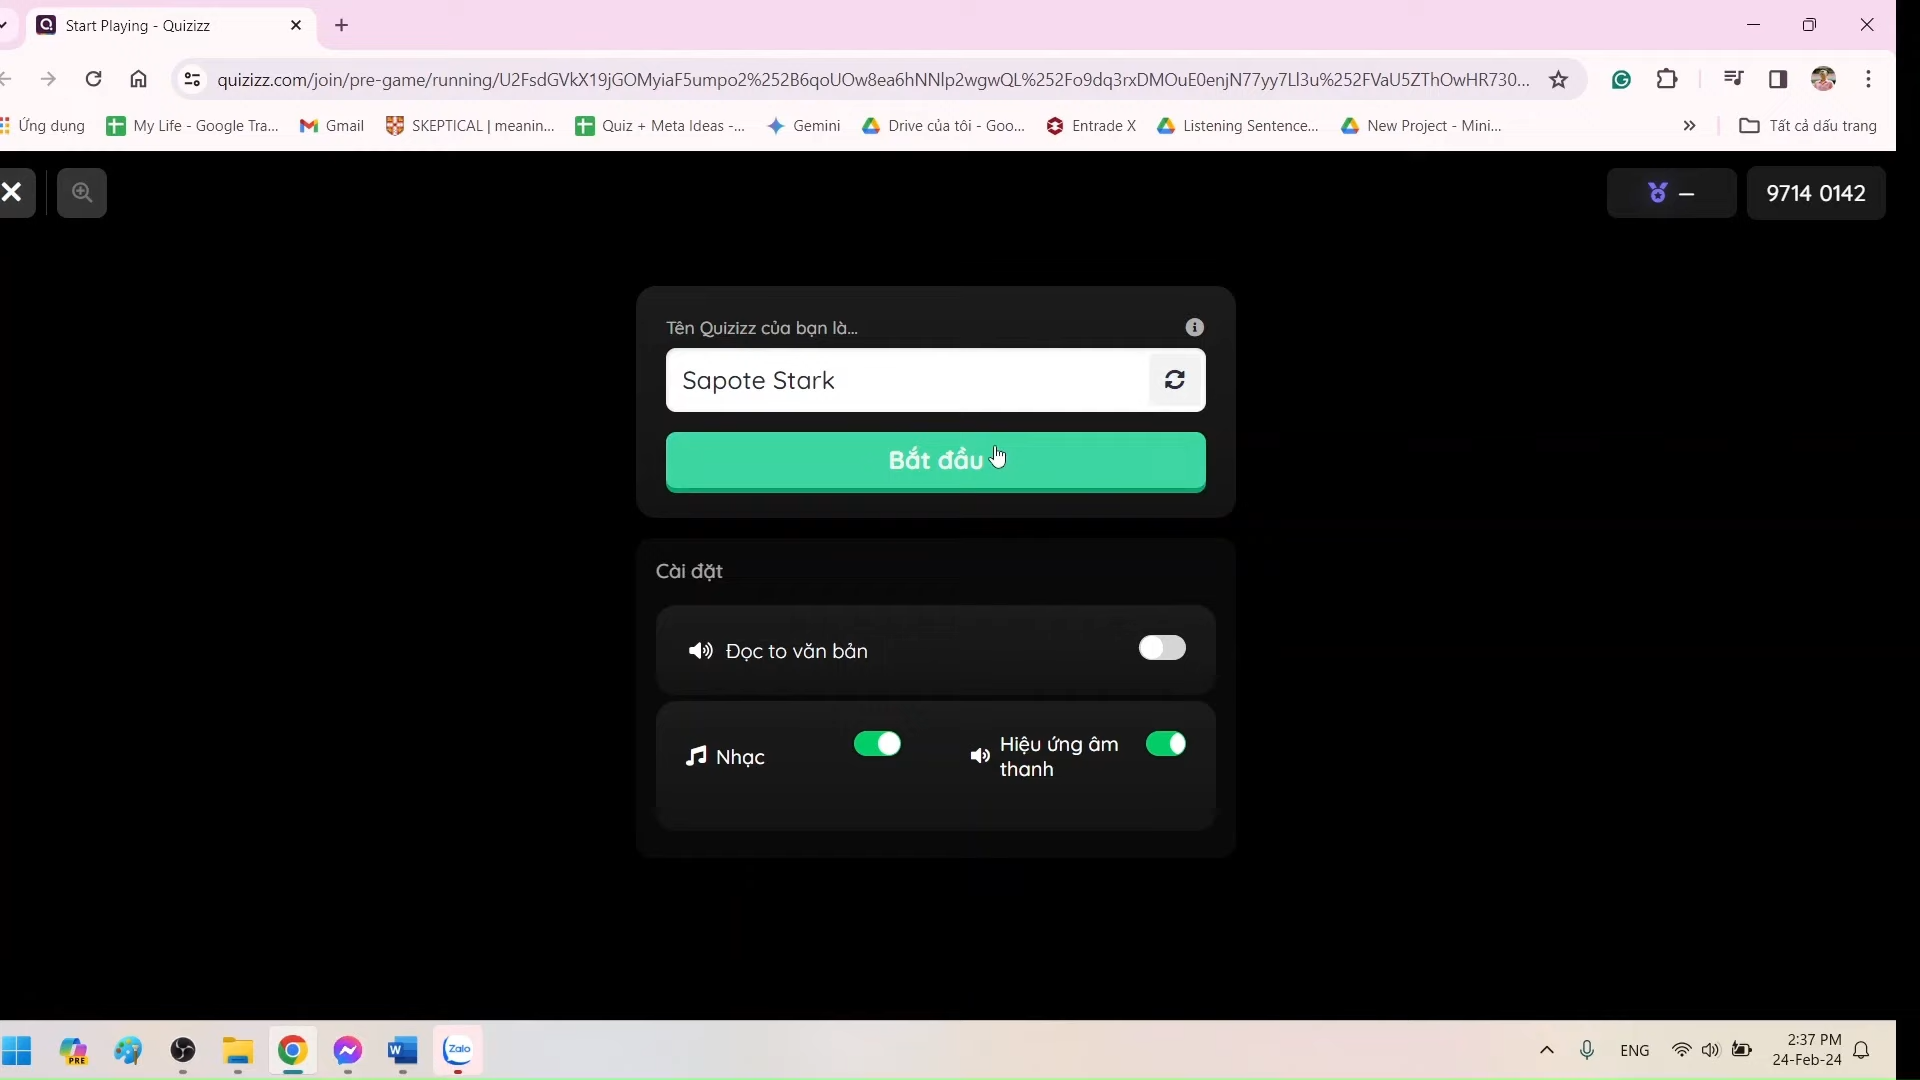 Start Playing - Quizizz
quizizz.com/join/pre-game/running/U2FsdGVkX19jGOMyiaF5umpo2%252B6qoUOw8ea6hNNlp2wgwQL%252Fo9dq3rxDMOuE0enjN77yy7Ll3u%252FVaU5ZThOwHR730...
Ứng dụng My Life - Google Tra... Gmail SKEPTICAL | meanin... Quiz + Meta Ideas -... Gemini Drive của tôi - Goo... Entrade X Listening Sentence... New Project - Mini... Tất cả dấu trang
— 9714 0142
Tên Quizizz của bạn là...
Sapote Stark
Bắt đầu
Cài đặt
Đọc to văn bản
Nhạc
Hiệu ứng âm
thanh
PRE
Zalo
ENG
2:37 PM
24-Feb-24